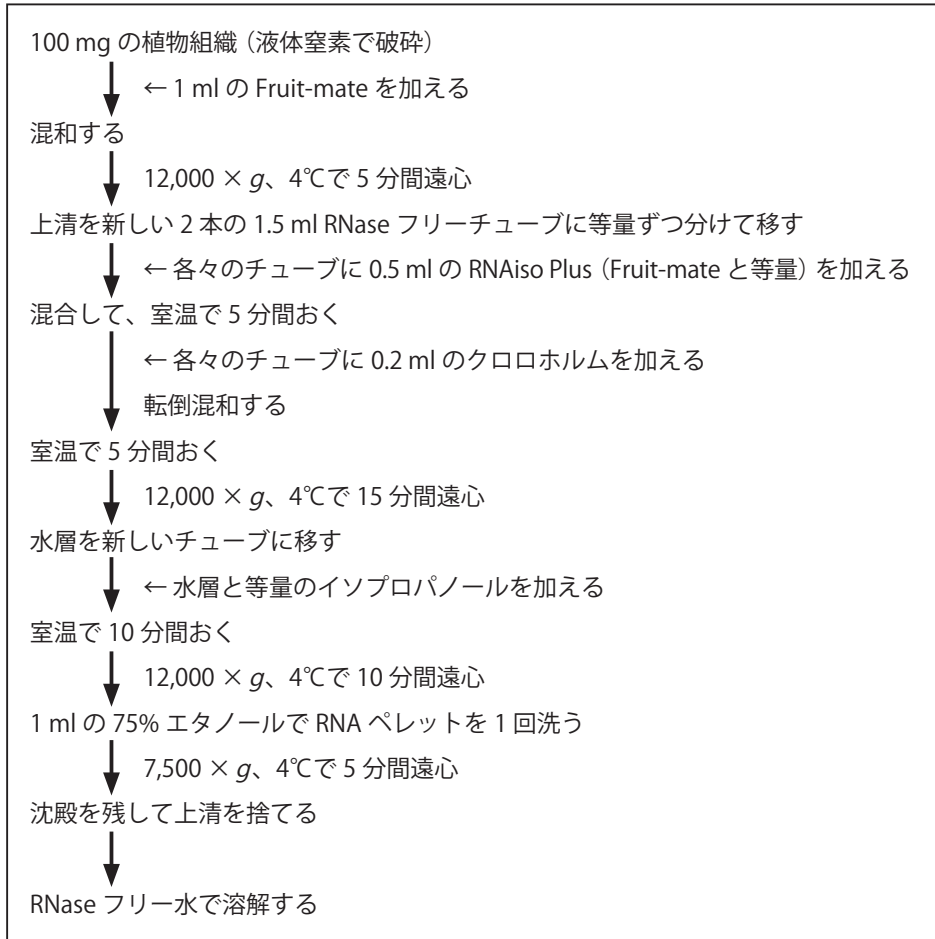 100 mg の植物組織（液体窒素で破砕）
← 1 ml の Fruit-mate を加える
混和する
12,000 × g、4℃で 5 分間遠心
上清を新しい 2 本の 1.5 ml RNase フリーチューブに等量ずつ分けて移す
← 各々のチューブに 0.5 ml の RNAiso Plus（Fruit-mate と等量）を加える
混合して、室温で 5 分間おく
← 各々のチューブに 0.2 ml のクロロホルムを加える
転倒混和する
室温で 5 分間おく
12,000 × g、4℃で 15 分間遠心
水層を新しいチューブに移す
← 水層と等量のイソプロパノールを加える
室温で 10 分間おく
12,000 × g、4℃で 10 分間遠心
1 ml の 75% エタノールで RNA ペレットを 1 回洗う
7,500 × g、4℃で 5 分間遠心
沈殿を残して上清を捨てる
RNase フリー水で溶解する